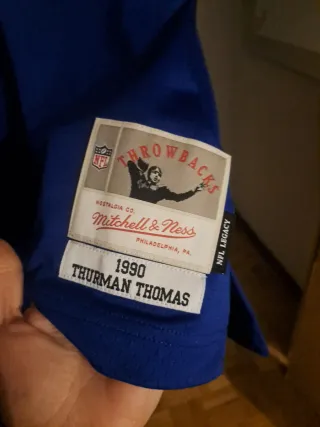 THROWBACKS
NFL
NOSTALGIA CO.
Mitchell & Ness
PHILADELPHIA, PA.
NFL LEGACY
1990
THURMAN THOMAS